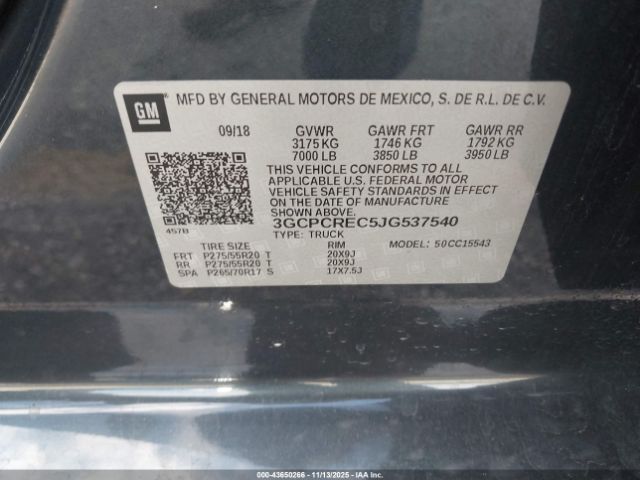 GM
MFD BY GENERAL MOTORS DE MEXICO, S. DE R.L. DE C.V.
09/18 GVWR GAWR FRT GAWR RR
3175 KG 1746 KG 1792 KG
7000 LB 3850 LB 3950 LB
THIS VEHICLE CONFORMS TO ALL
APPLICABLE U.S. FEDERAL MOTOR
VEHICLE SAFETY STANDARDS IN EFFECT
ON THE DATE OF MANUFACTURE
SHOWN ABOVE.
3GCPCREC5JG537540
457B TYPE: TRUCK MODEL: 50CC15543
TIRE SIZE RIM
FRT P275/55R20 T 20X9J
RR P275/55R20 T 20X9J
SPA P265/70R17 S 17X7.5J
000-43650266 - 11/13/2025 - IAAI.COM